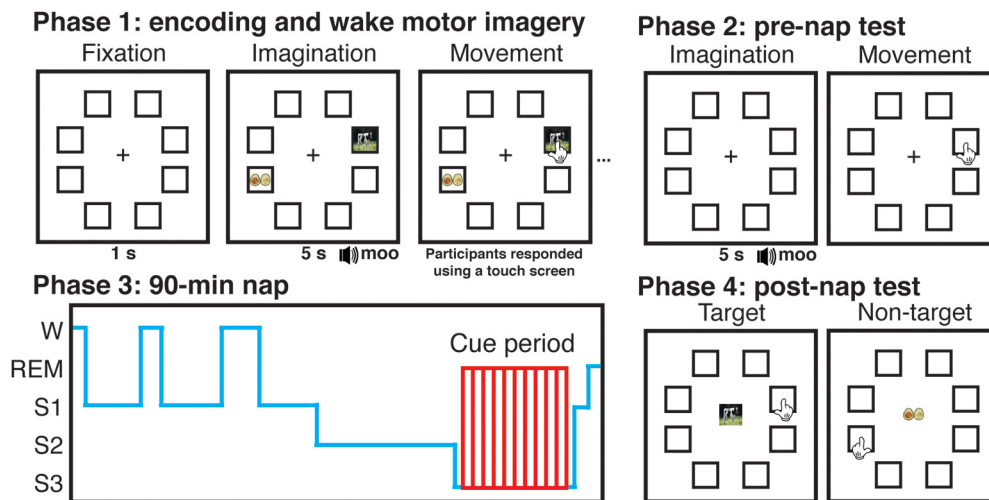 Phase 1: encoding and wake motor imagery
Fixation
Imagination
Movement
...
1 s
5 s
moo
Participants responded
using a touch screen
Phase 2: pre-nap test
Imagination
Movement
5 s
moo
Phase 3: 90-min nap
W
REM
S1
S2
S3
Cue period
Phase 4: post-nap test
Target
Non-target